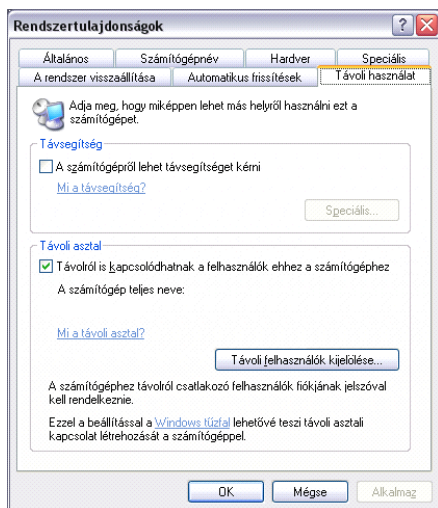 Rendszertulajdonságok
Általános Számítógépnév Hardver Speciális
A rendszer visszaállítása Automatikus frissítések Távoli használat
Adja meg, hogy miképpen lehet más helyről használni ezt a
számítógépet.
Távsegítség
A számítógépről lehet távsegítséget kérni
Mi a távsegítség?
Speciális...
Távoli asztal
Távolról is kapcsolódhatnak a felhasználók ehhez a számítógéphez
A számítógép teljes neve:
Mi a távoli asztal?
Távoli felhasználók kijelölése...
A számítógéphez távolról csatlakozó felhasználók fiókjának jelszóval
kell rendelkeznie.
Ezzel a beállítással a Windows tűzfal lehetővé teszi távoli asztali
kapcsolat létrehozását a számítógéppel.
OK Mégse Alkalmaz